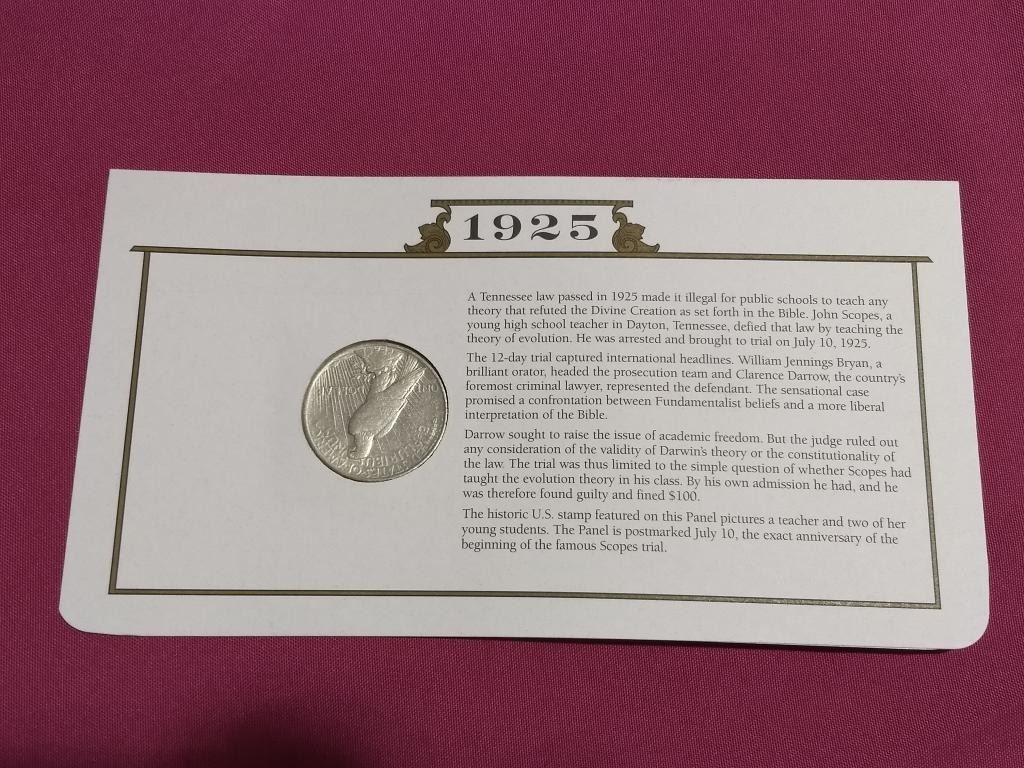 1925
A Tennessee law passed in 1925 made it illegal for public schools to teach any
theory that refuted the Divine Creation as set forth in the Bible. John Scopes, a
young high school teacher in Dayton, Tennessee, defied that law by teaching the
theory of evolution. He was arrested and brought to trial on July 10, 1925.
The 12-day trial captured international headlines. William Jennings Bryan, a
brilliant orator, headed the prosecution team and Clarence Darrow, the country's
foremost criminal lawyer, represented the defendant. The sensational case
promised a confrontation between Fundamentalist beliefs and a more liberal
interpretation of the Bible.
Darrow sought to raise the issue of academic freedom. But the judge ruled out
any consideration of the validity of Darwin's theory or the constitutionality of
the law. The trial was thus limited to the simple question of whether Scopes had
taught the evolution theory in his class. By his own admission he had, and he
was therefore found guilty and fined $100.
The historic U.S. stamp featured on this Panel pictures a teacher and two of her
young students. The Panel is postmarked July 10, the exact anniversary of the
beginning of the famous Scopes trial.